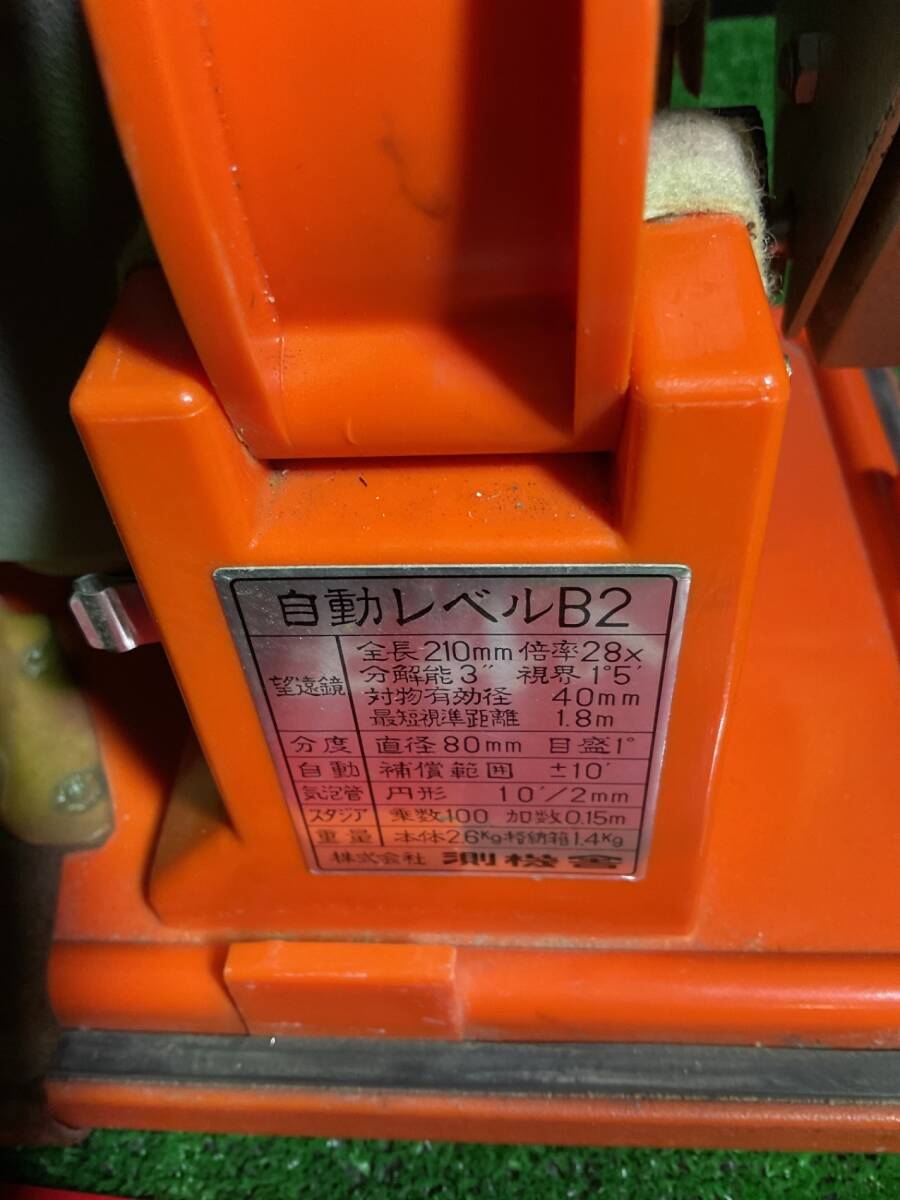 自動レベルB2
望遠鏡 全長210mm 倍率28x
分解能3″ 視界1°5′
対物有効径 40mm
最短視準距離 1.8m
分度 直径80mm 目盛1°
自動 補償範囲 ±10′
気泡管 円形 10′/2mm
スタジア 乗数100 加数0.15m
重量 本体2.6Kg格納箱1.4Kg
株式会社 測機舎